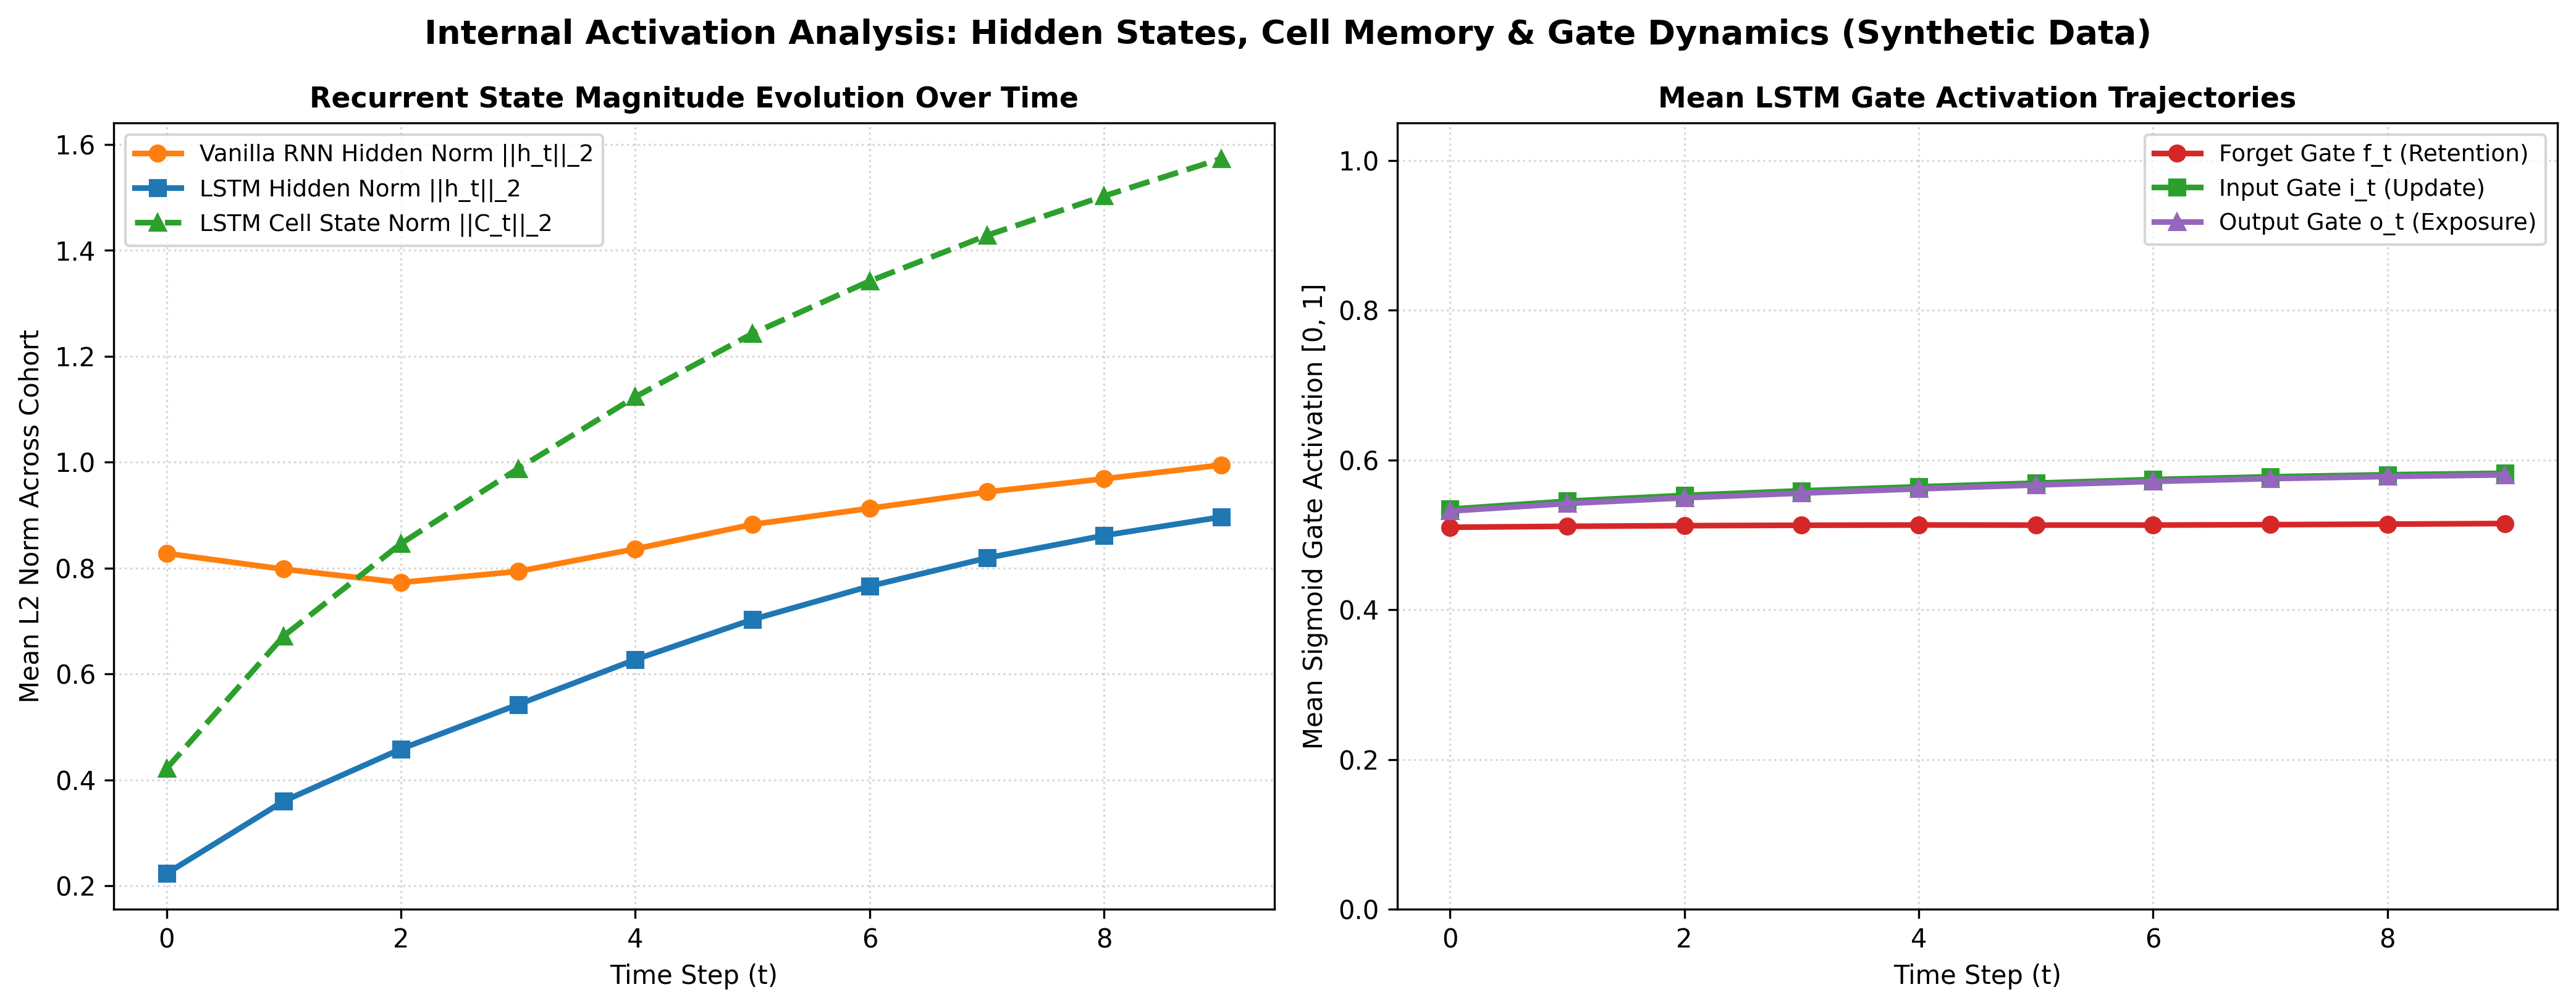 Internal Activation Analysis: Hidden States, Cell Memory & Gate Dynamics (Synthetic Data)
Recurrent State Magnitude Evolution Over Time
Vanilla RNN Hidden Norm ||h_t||_2
LSTM Hidden Norm ||h_t||_2
LSTM Cell State Norm ||C_t||_2
Mean L2 Norm Across Cohort
1.6
1.4
1.2
1.0
0.8
0.6
0.4
0.2
0 2 4 6 8
Time Step (t)
Mean LSTM Gate Activation Trajectories
Forget Gate f_t (Retention)
Input Gate i_t (Update)
Output Gate o_t (Exposure)
Mean Sigmoid Gate Activation [0, 1]
1.0
0.8
0.6
0.4
0.2
0.0
0 2 4 6 8
Time Step (t)